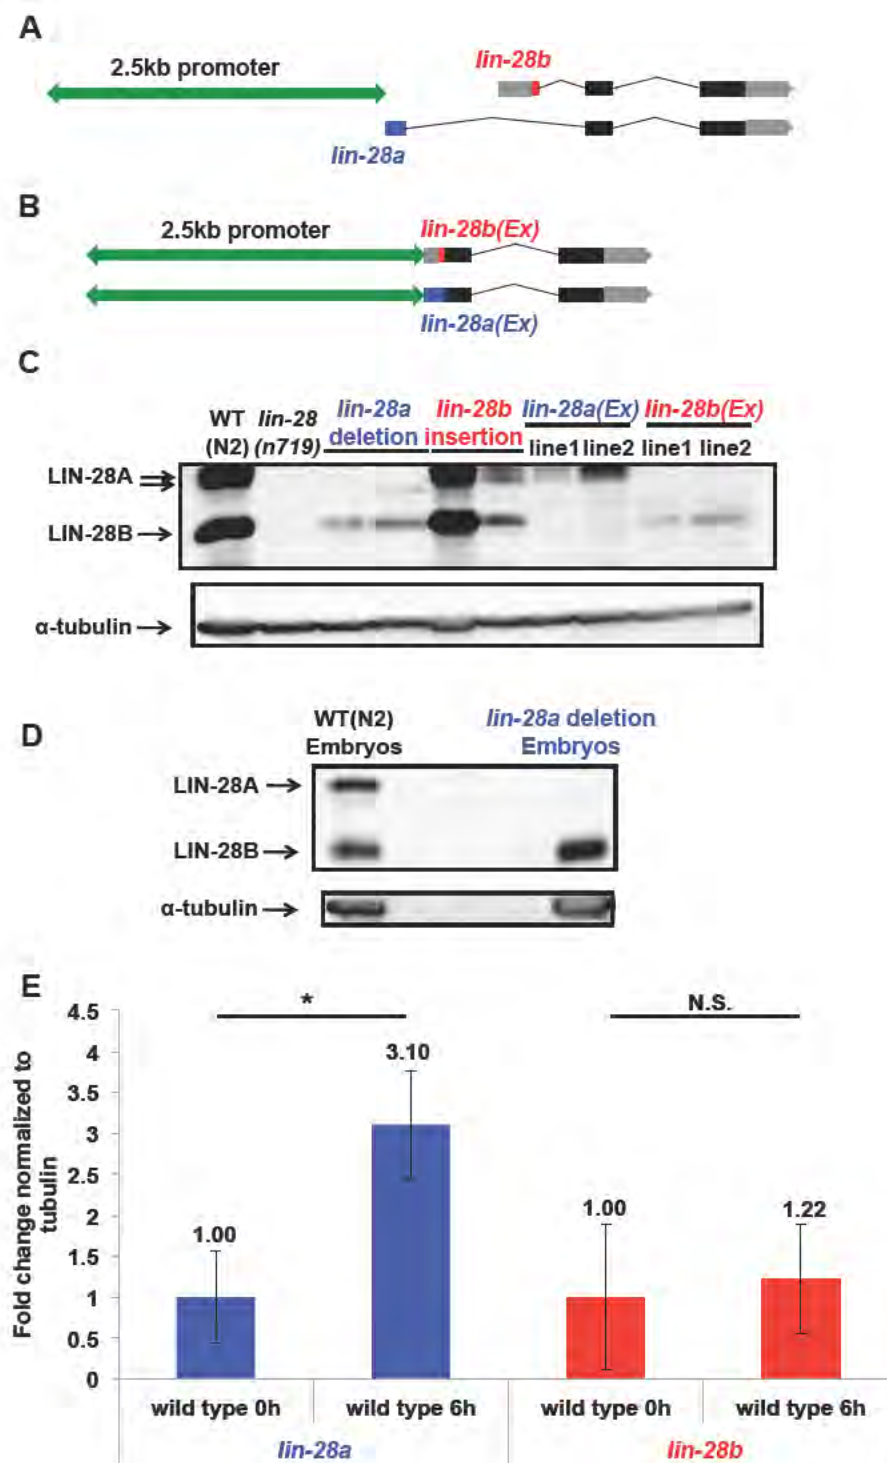 A
2.5kb promoter
lin-28b
lin-28a
B
2.5kb promoter
lin-28b(Ex)
lin-28a(Ex)
C
WT (N2)
lin-28 (n719)
lin-28a deletion
lin-28b insertion
lin-28a(Ex)
lin-28b(Ex)
line1 line2 line1 line2
LIN-28A
LIN-28B
α-tubulin
D
WT(N2) Embryos
lin-28a deletion Embryos
LIN-28A
LIN-28B
α-tubulin
E
Fold change normalized to tubulin
4.5
4
3.5
3
2.5
2
1.5
1
0.5
0
*
N.S.
1.00
3.10
1.00
1.22
wild type 0h
wild type 6h
wild type 0h
wild type 6h
lin-28a
lin-28b